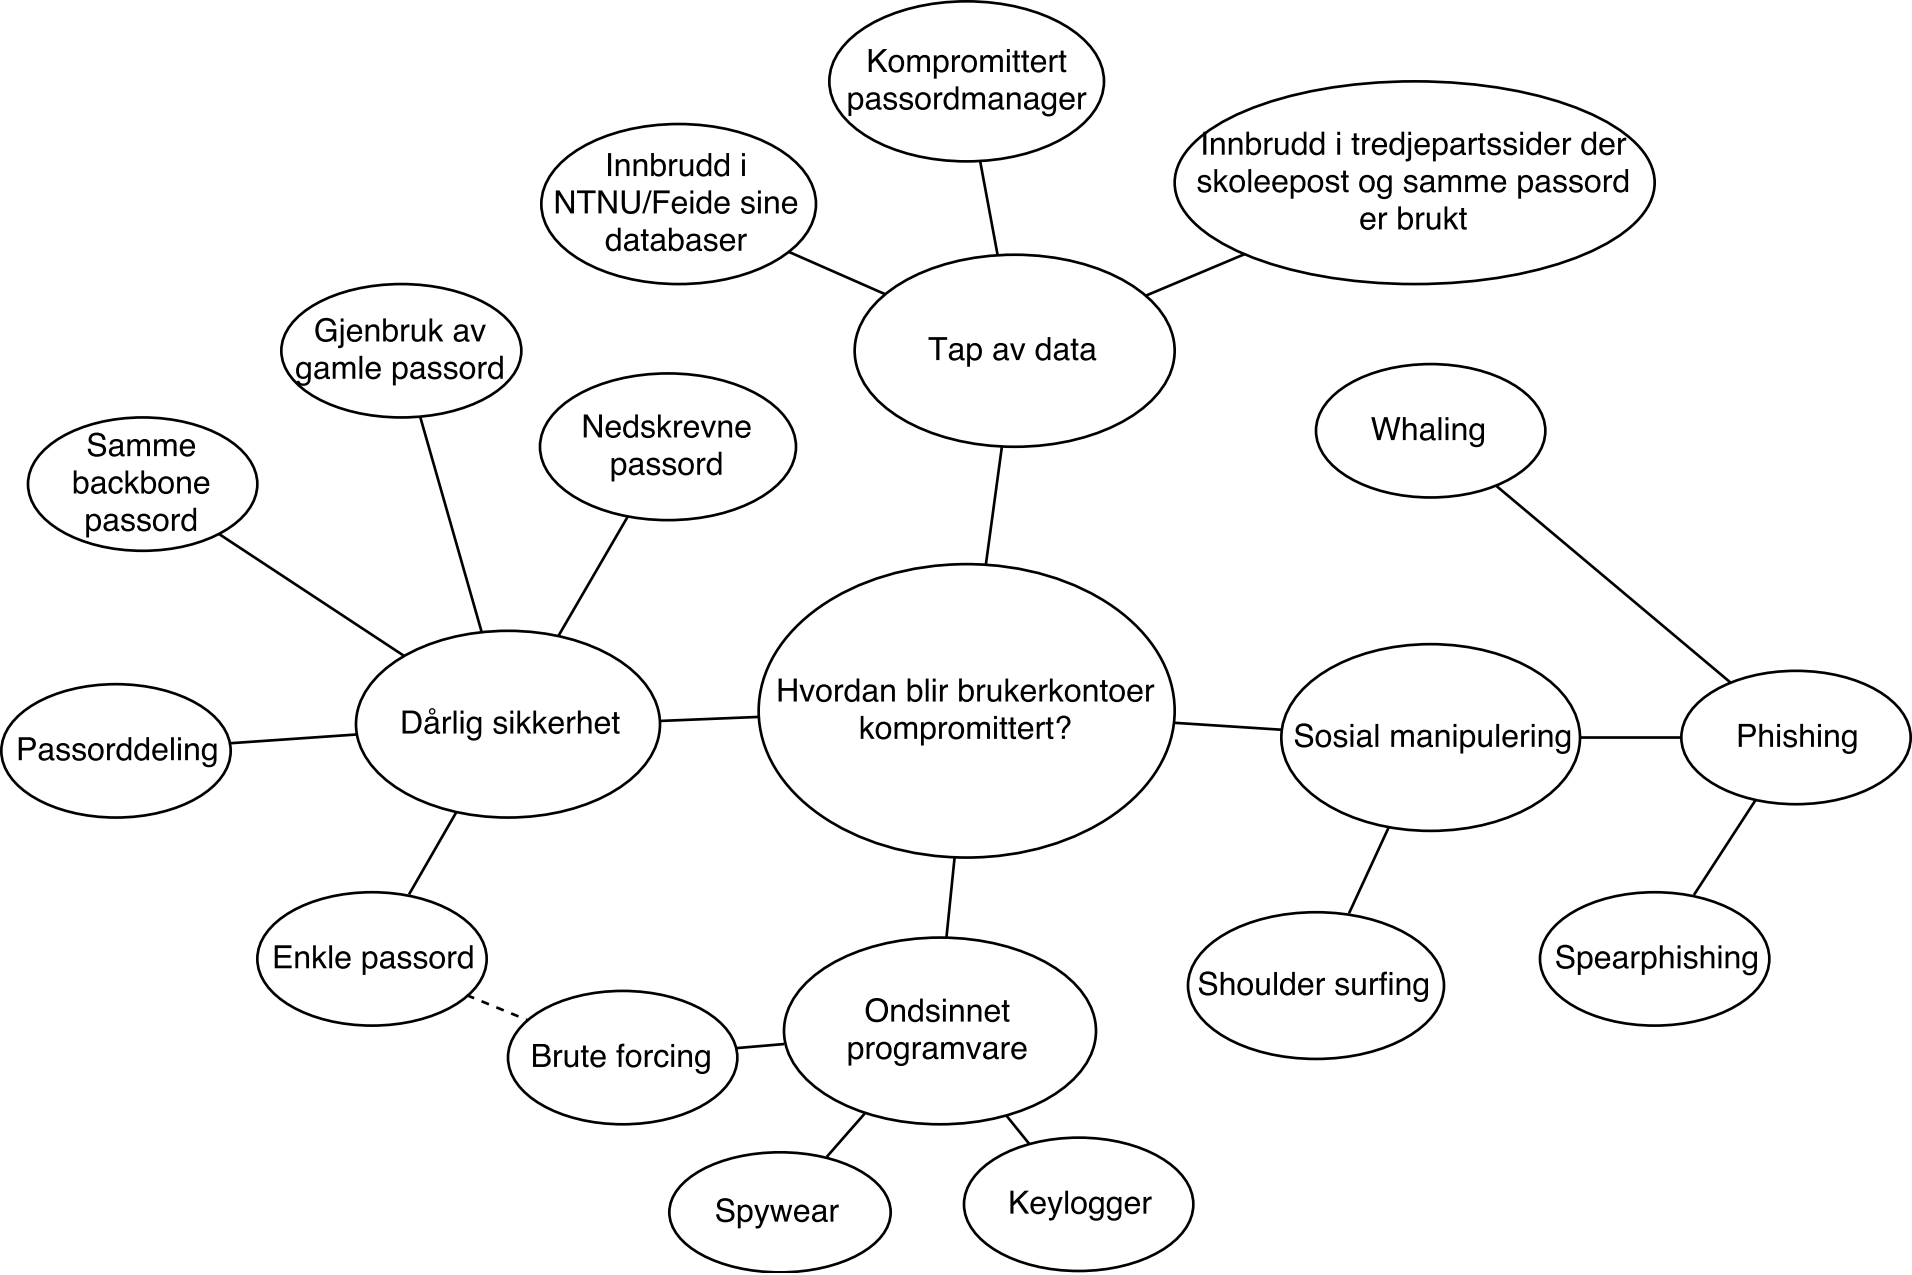 Kompromittert
passordmanager
Innbrudd i tredjepartssider der
skoleepost og samme passord
er brukt
Innbrudd i
NTNU/Feide sine
databaser
Tap av data
Gjenbruk av
gamle passord
Nedskrevne
passord
Whaling
Samme
backbone
passord
Hvordan blir brukerkontoer
kompromittert?
Dårlig sikkerhet
Sosial manipulering
Phishing
Passorddeling
Enkle passord
Spearphishing
Shoulder surfing
Ondsinnet
programvare
Brute forcing
Spywear
Keylogger